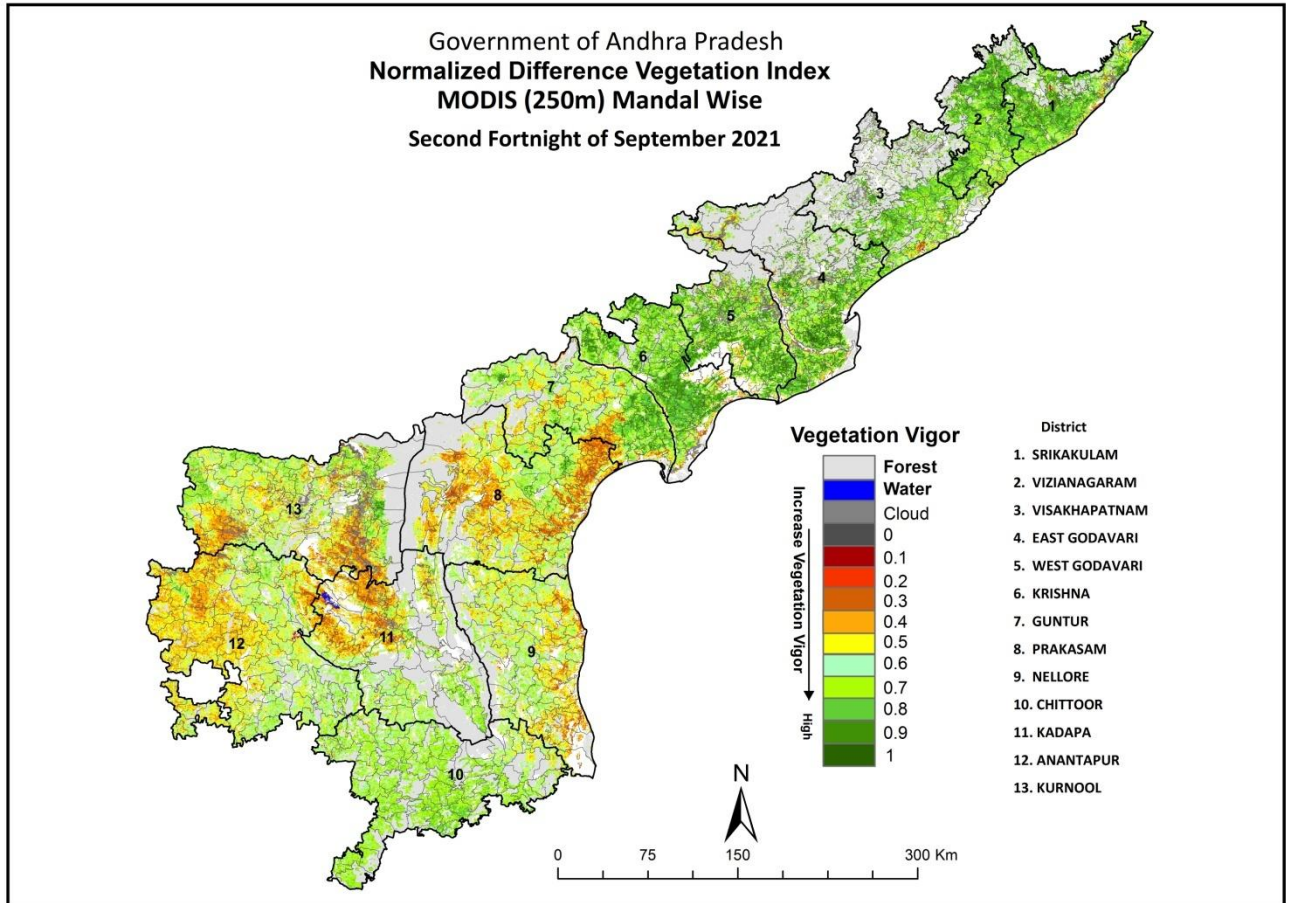 Government of Andhra Pradesh
Normalized Difference Vegetation Index
MODIS (250m) Mandal Wise
Second Fortnight of September 2021
1
2
3
4
5
6
7
8
9
10
11
12
13
Vegetation Vigor
Increase Vegetation Vigor
High
Forest
Water
Cloud
0
0.1
0.2
0.3
0.4
0.5
0.6
0.7
0.8
0.9
1
District
1. SRIKAKULAM
2. VIZIANAGARAM
3. VISAKHAPATNAM
4. EAST GODAVARI
5. WEST GODAVARI
6. KRISHNA
7. GUNTUR
8. PRAKASAM
9. NELLORE
10. CHITTOOR
11. KADAPA
12. ANANTAPUR
13. KURNOOL
N
0 75 150 300 Km